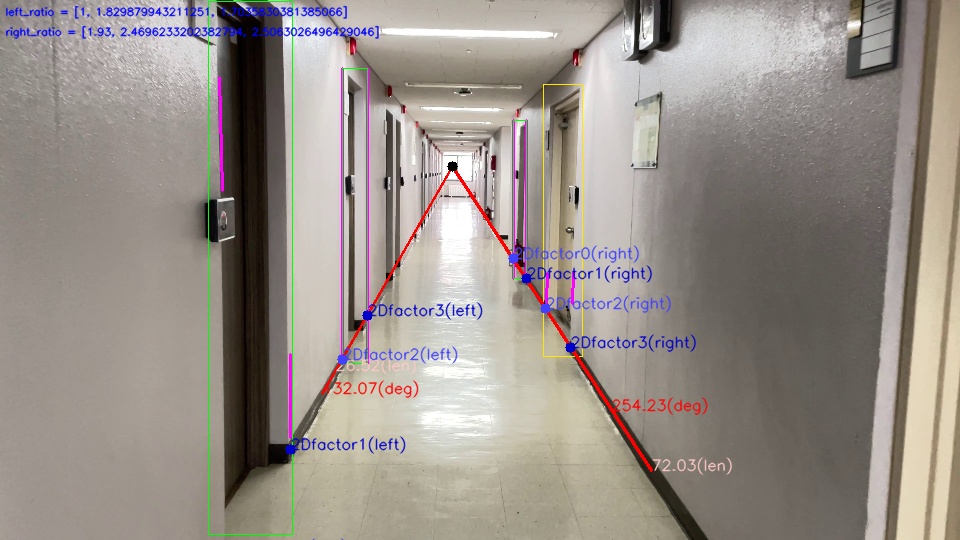 left_ratio = [1, 1.829879943211251,
right_ratio = [1.93, 2.4696233202382794, 2.5063026496429046]
2Dfactor0(right)
2Dfactor1(right)
2Dfactor2(right)
2Dfactor3(left)
2Dfactor3(right)
2Dfactor2(left)
32.07(deg)
254.23(deg)
2Dfactor1(left)
72.03(len)